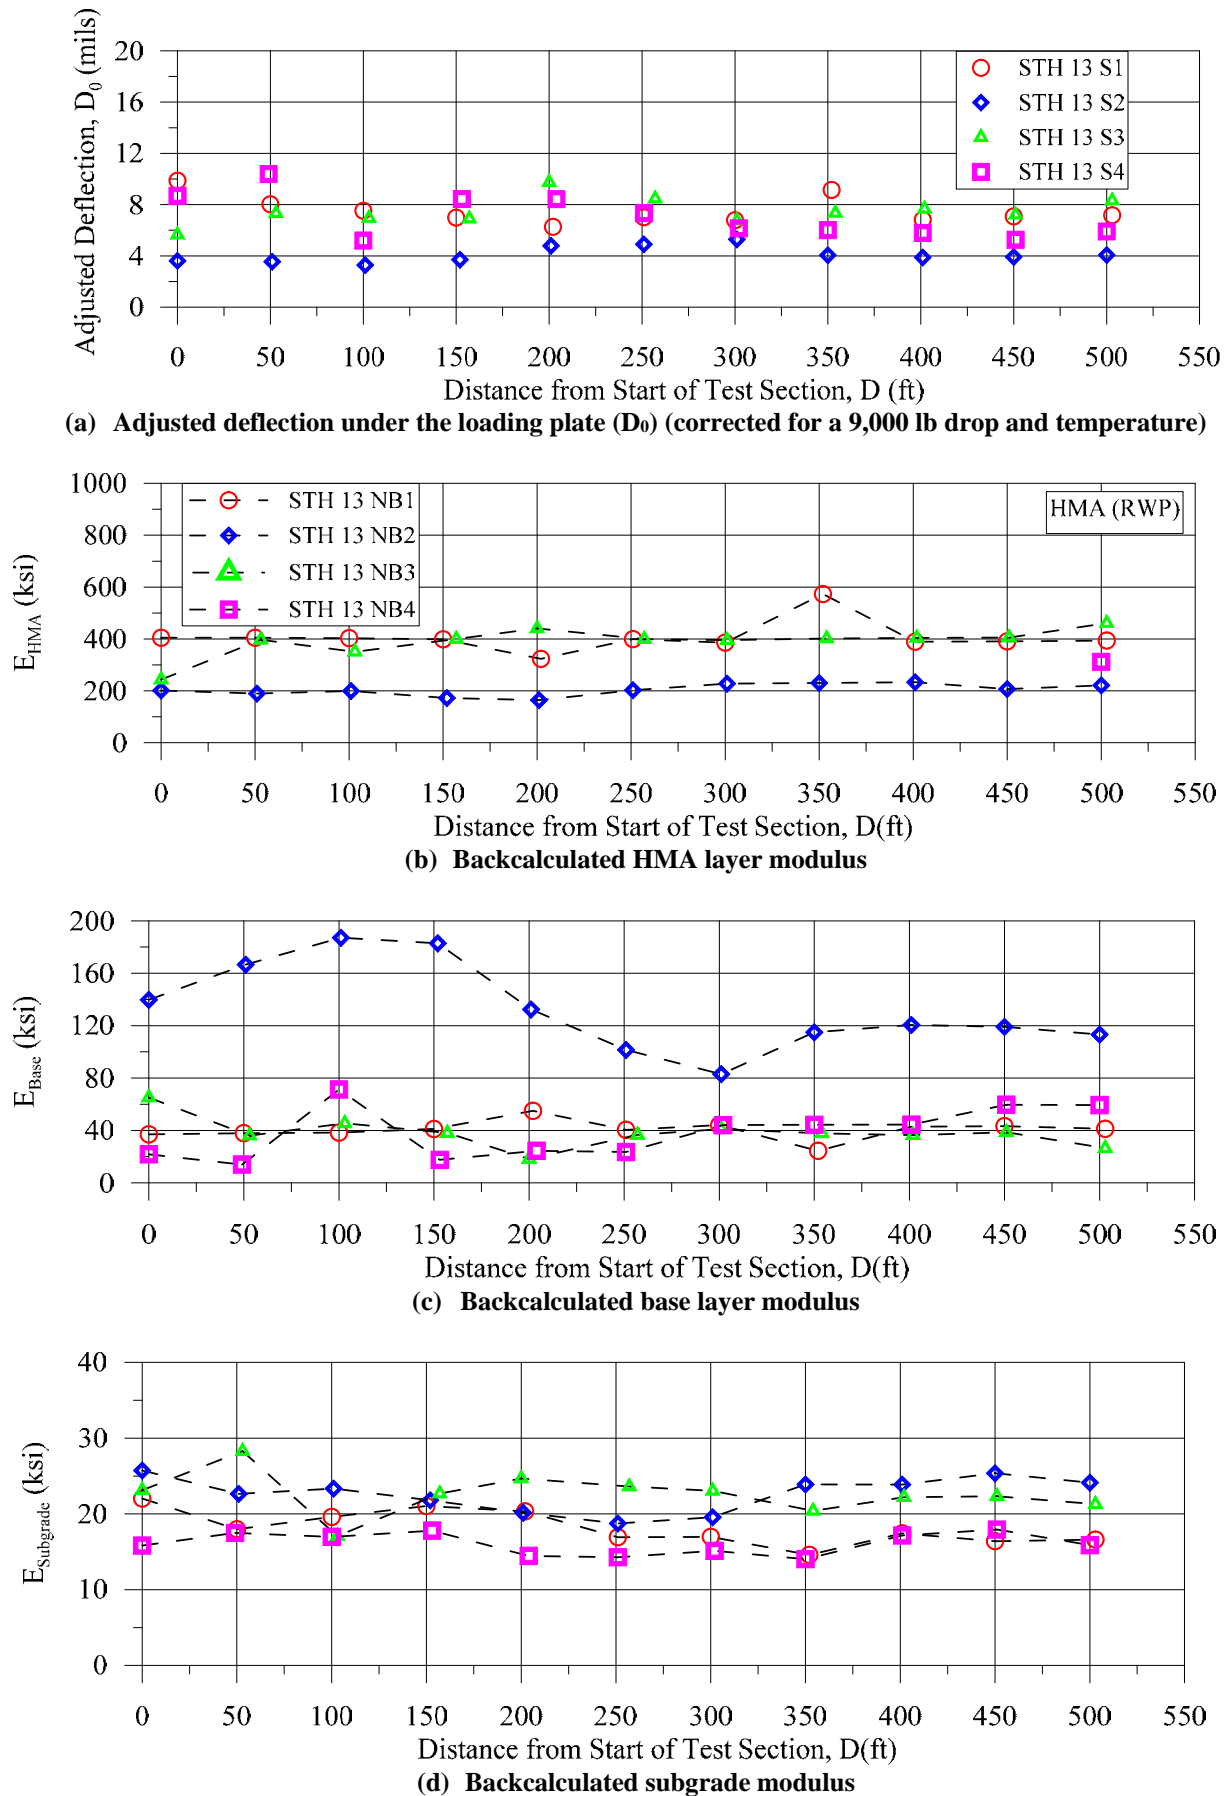 20
16
12
8
4
0
Adjusted Deflection, D0 (mils)
STH 13 S1
STH 13 S2
STH 13 S3
STH 13 S4
0 50 100 150 200 250 300 350 400 450 500 550
Distance from Start of Test Section, D (ft)
(a) Adjusted deflection under the loading plate (D0) (corrected for a 9,000 lb drop and temperature)
1000
800
600
400
200
0
EHMA (ksi)
STH 13 NB1
STH 13 NB2
STH 13 NB3
STH 13 NB4
HMA (RWP)
0 50 100 150 200 250 300 350 400 450 500 550
Distance from Start of Test Section, D(ft)
(b) Backcalculated HMA layer modulus
200
160
120
80
40
0
EBase (ksi)
0 50 100 150 200 250 300 350 400 450 500 550
Distance from Start of Test Section, D(ft)
(c) Backcalculated base layer modulus
40
30
20
10
0
ESubgrade (ksi)
0 50 100 150 200 250 300 350 400 450 500 550
Distance from Start of Test Section, D(ft)
(d) Backcalculated subgrade modulus